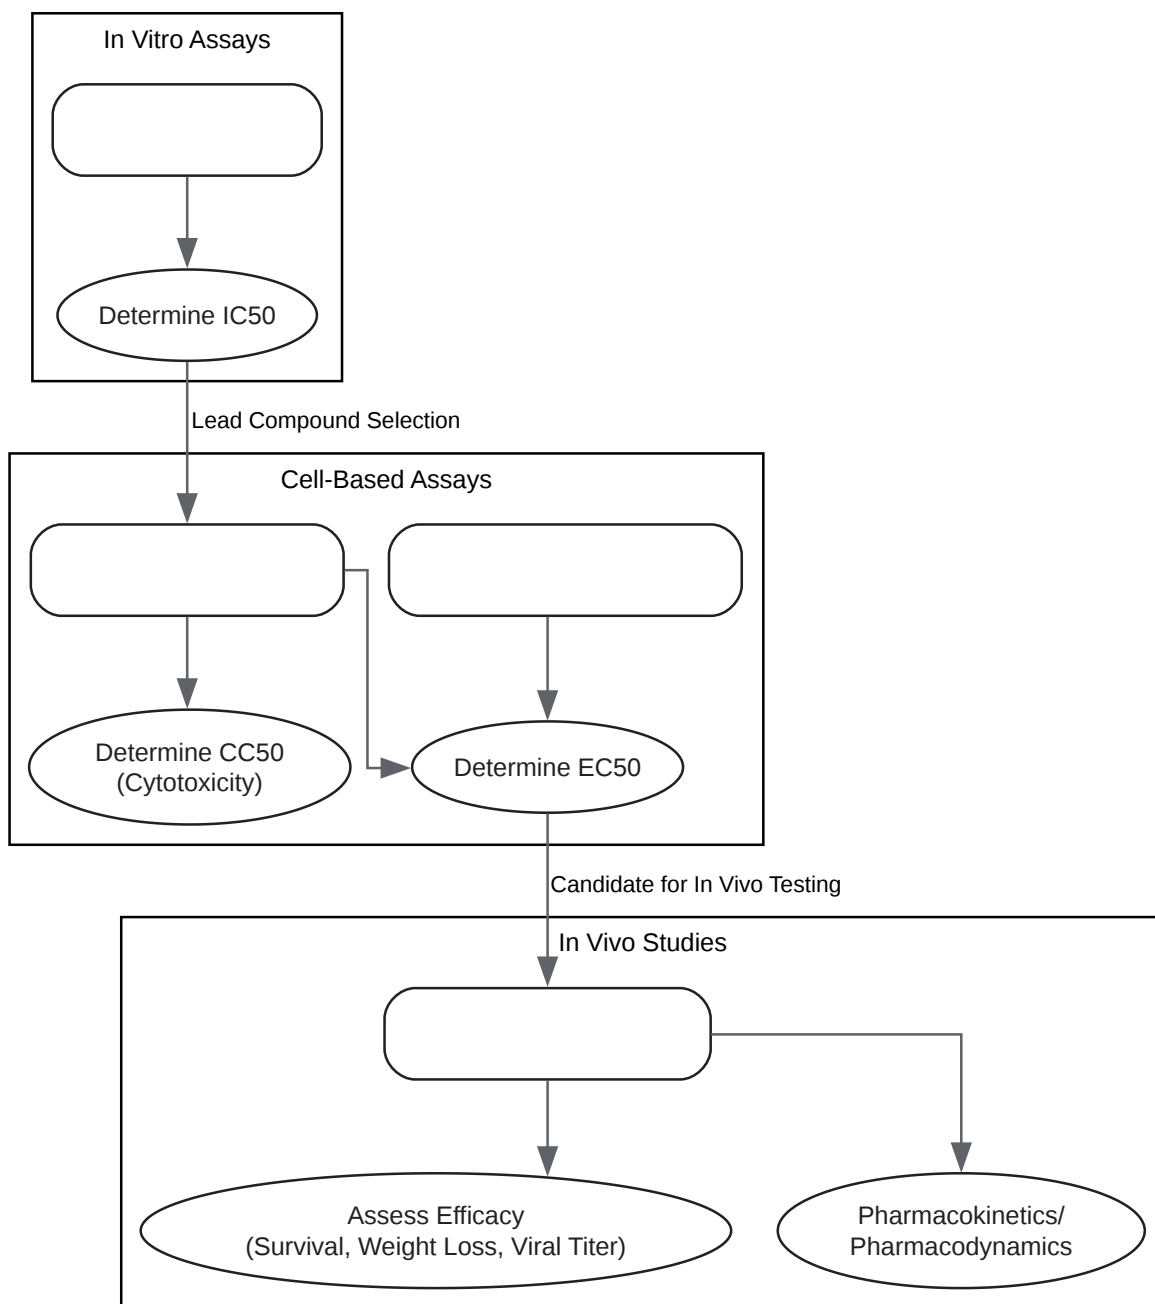 In Vitro Assays
Determine IC50
Lead Compound Selection
Cell-Based Assays
Determine CC50
(Cytotoxicity)
Determine EC50
Candidate for In Vivo Testing
In Vivo Studies
Assess Efficacy
(Survival, Weight Loss, Viral Titer)
Pharmacokinetics/
Pharmacodynamics